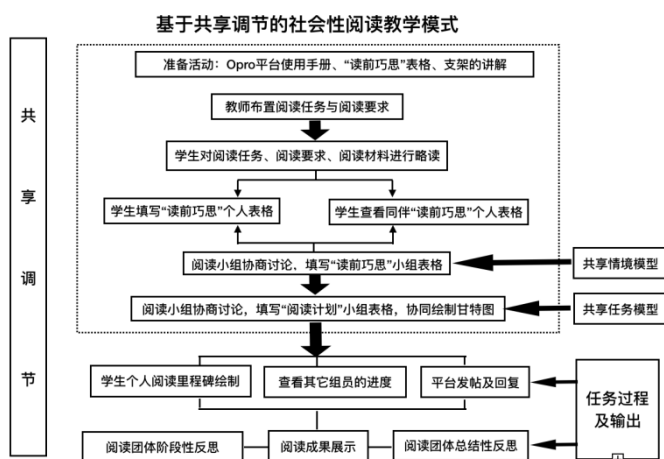 基于共享调节的社会性阅读教学模式
共享调节
准备活动：Opro平台使用手册、“读前巧思”表格、支架的讲解
教师布置阅读任务与阅读要求
学生对阅读任务、阅读要求、阅读材料进行略读
学生填写“读前巧思”个人表格
学生查看同伴“读前巧思”个人表格
阅读小组协商讨论，填写“读前巧思”小组表格
共享情境模型
阅读小组协商讨论，填写“阅读计划”小组表格，协同绘制甘特图
共享任务模型
学生个人阅读里程碑绘制
查看其它组员的进度
平台发帖及回复
任务过程
及输出
阅读团体阶段性反思
阅读成果展示
阅读团体总结性反思